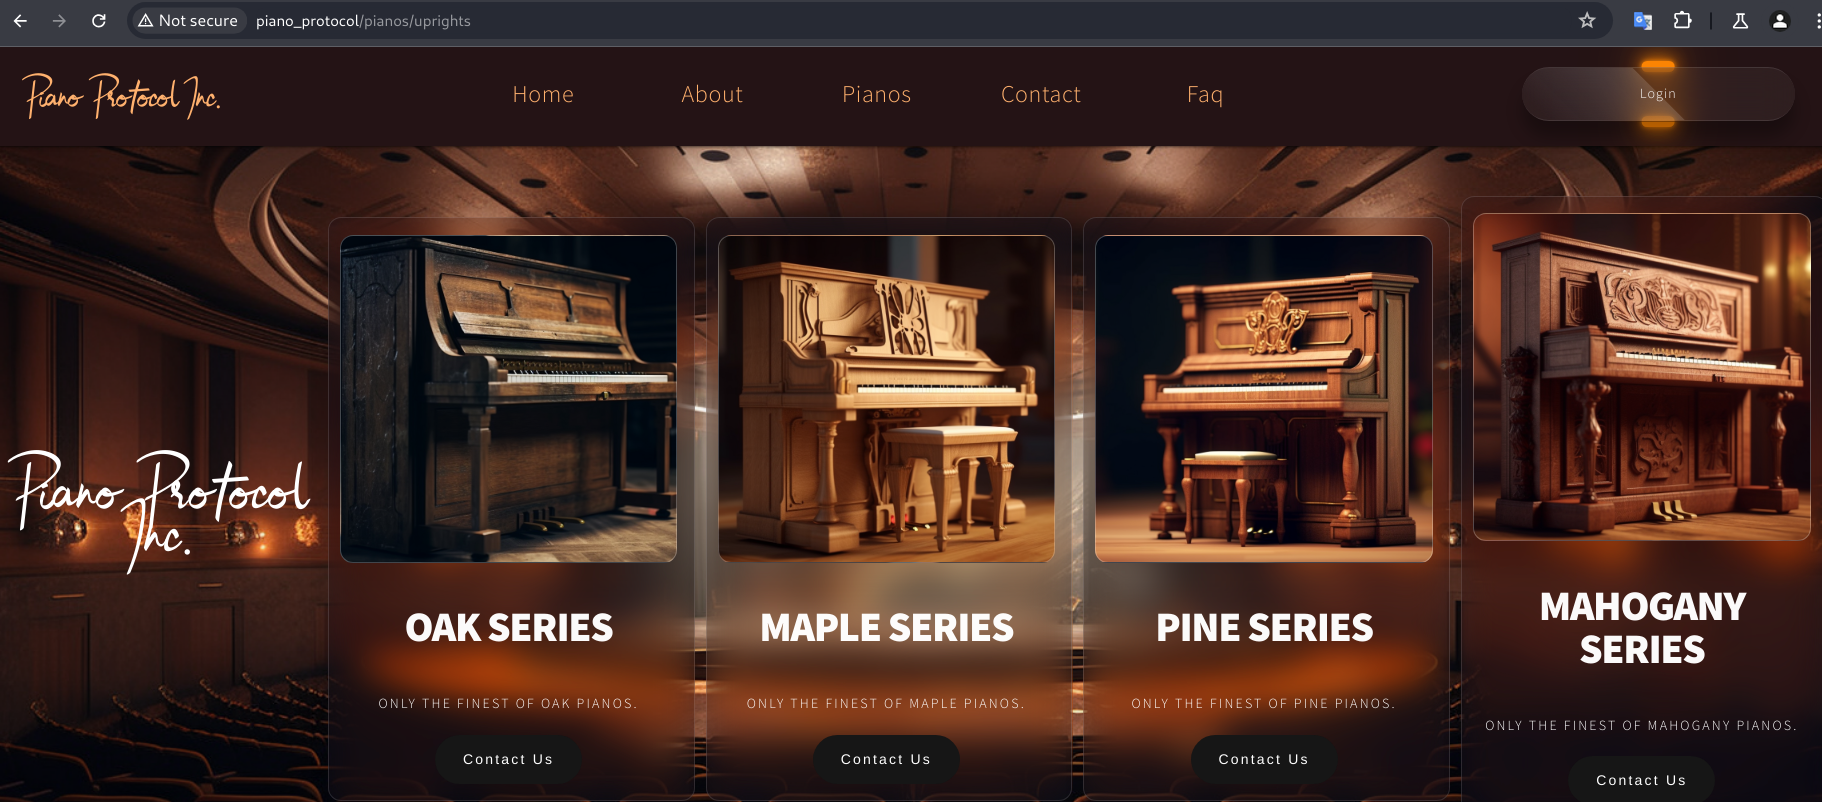 Not secure
piano_protocol/pianos/uprights
Piano Protocol Inc.
Home
About
Pianos
Contact
Faq
Login
Piano Protocol
Inc.
OAK SERIES
ONLY THE FINEST OF OAK PIANOS.
Contact Us
MAPLE SERIES
ONLY THE FINEST OF MAPLE PIANOS.
Contact Us
PINE SERIES
ONLY THE FINEST OF PINE PIANOS.
Contact Us
MAHOGANY
SERIES
ONLY THE FINEST OF MAHOGANY PIANOS.
Contact Us